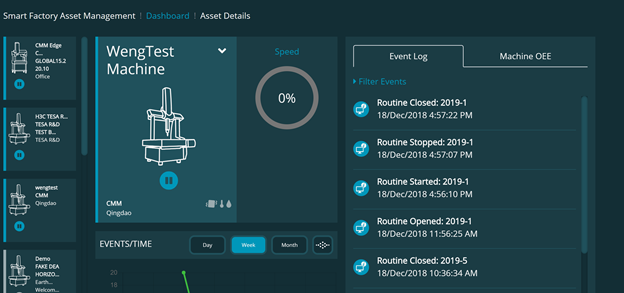 Smart Factory Asset Management | Dashboard | Asset Details
CMM Edge
C...
GLOBAL15.2
20.10
Office
H3C TESA R...
TESA R&D
TEST B...
TESA R&D
wengtest
CMM
Qingdao
Demo
FAKE DEA
HORIZO...
Earth...
Welcom...
WengTest
Machine
CMM
Qingdao
Speed
0%
EVENTS/TIME
Day
Week
Month
20
18
Event Log
Machine OEE
Filter Events
Routine Closed: 2019-1
18/Dec/2018 4:57:22 PM
Routine Stopped: 2019-1
18/Dec/2018 4:57:07 PM
Routine Started: 2019-1
18/Dec/2018 4:56:10 PM
Routine Opened: 2019-1
18/Dec/2018 11:56:25 AM
Routine Closed: 2019-5
18/Dec/2018 10:36:34 AM